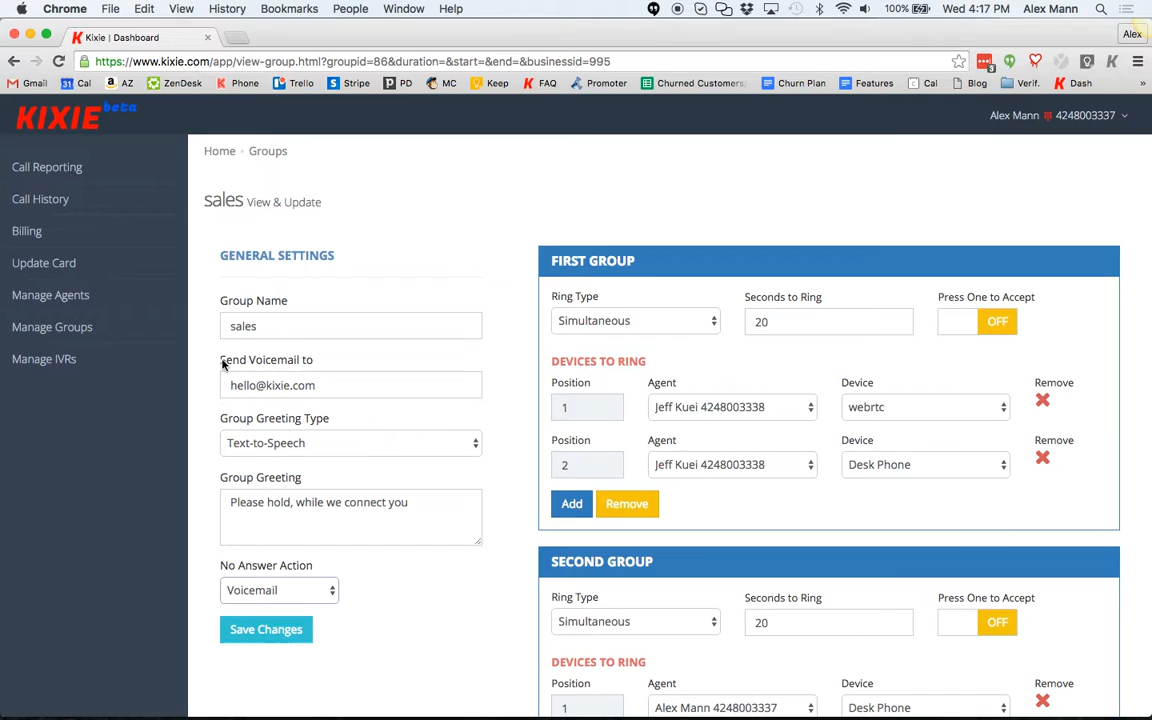 Chrome File Edit View History Bookmarks People Window Help 100% Wed 4:17 PM Alex Mann
Kixie | Dashboard × Alex
https://www.kixie.com/app/view-group.html?groupid=86&duration=&start=&end=&businessid=995
Gmail Cal AZ ZenDesk Phone Trello Stripe PD MC Keep FAQ Promoter Churned Customers Churn Plan Features Cal Blog Verif. Dash »
KIXIE beta Alex Mann 4248003337
Home Groups
Call Reporting
Call History
Billing
Update Card
Manage Agents
Manage Groups
Manage IVRs
sales View & Update
GENERAL SETTINGS
Group Name
sales
Send Voicemail to
hello@kixie.com
Group Greeting Type
Text-to-Speech
Group Greeting
Please hold, while we connect you
No Answer Action
Voicemail
Save Changes
FIRST GROUP
Ring Type Seconds to Ring Press One to Accept
Simultaneous 20 OFF
DEVICES TO RING
Position Agent Device Remove
1 Jeff Kuei 4248003338 webrtc
Position Agent Device Remove
2 Jeff Kuei 4248003338 Desk Phone
Add Remove
SECOND GROUP
Ring Type Seconds to Ring Press One to Accept
Simultaneous 20 OFF
DEVICES TO RING
Position Agent Device Remove
1 Alex Mann 4248003337 Desk Phone